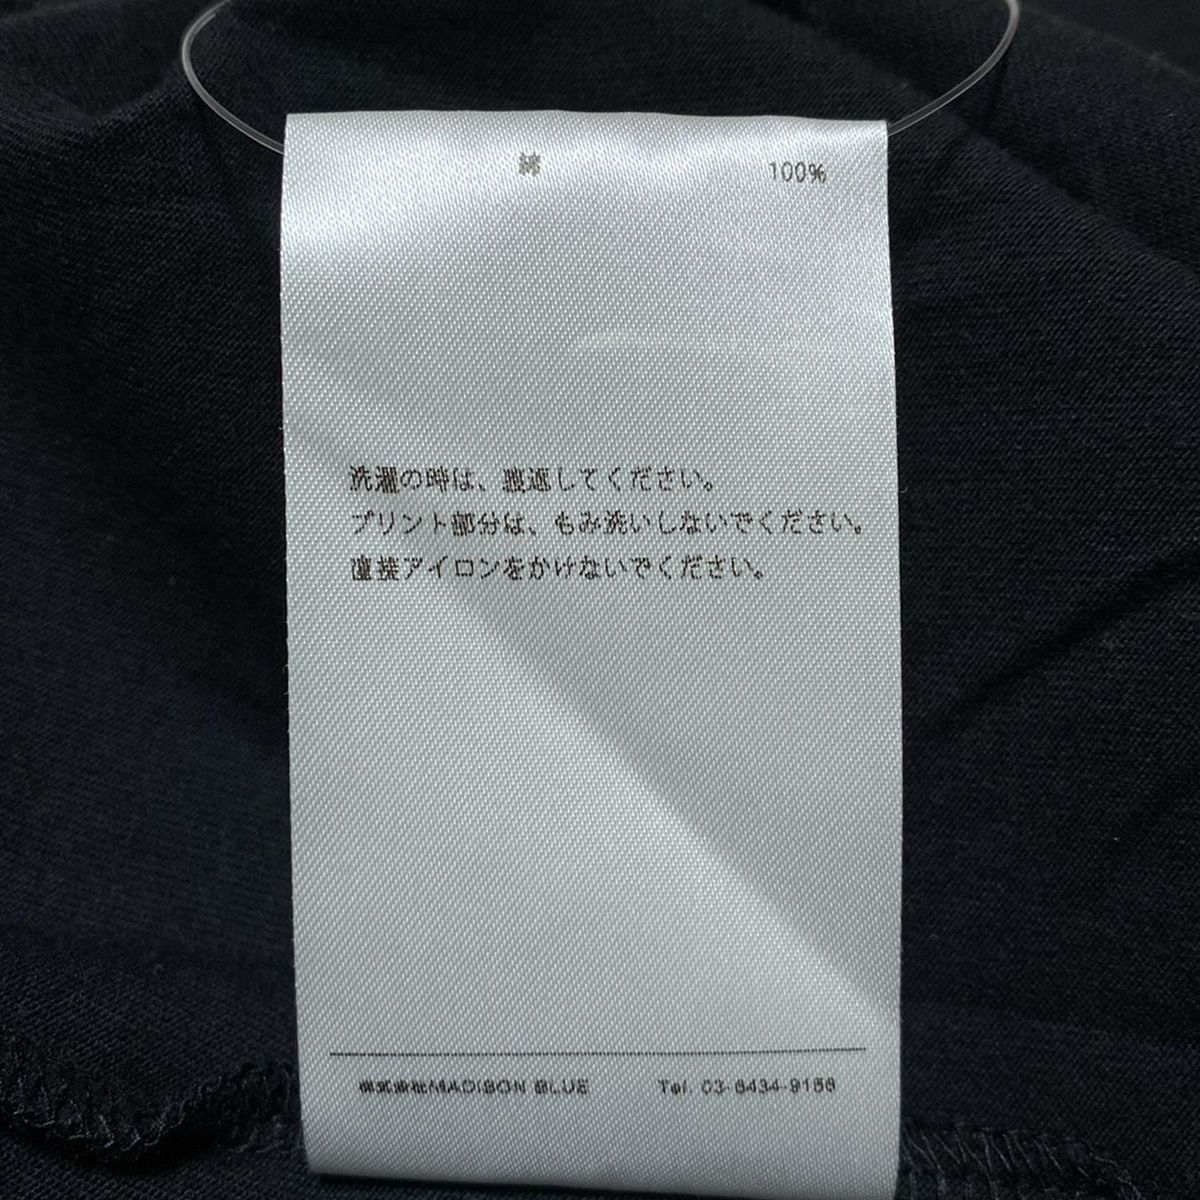 綿 100%
洗濯の時は、裏返してください。
プリント部分は、もみ洗いしないでください。
直接アイロンをかけないでください。
株式会社MADISON BLUE Tel. 03-6434-9166